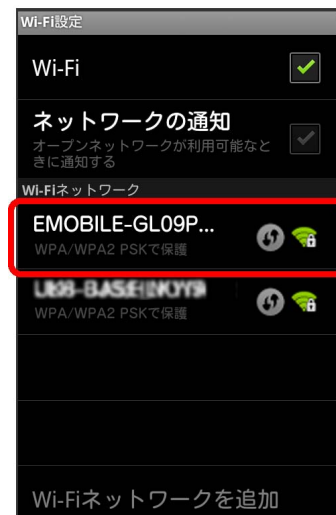 Wi-Fi設定
Wi-Fi
ネットワークの通知
オープンネットワークが利用可能なと
きに通知する
Wi-Fiネットワーク
EMOBILE-GL09P...
WPA/WPA2 PSKで保護
WPA/WPA2 PSKで保護
Wi-Fiネットワークを追加